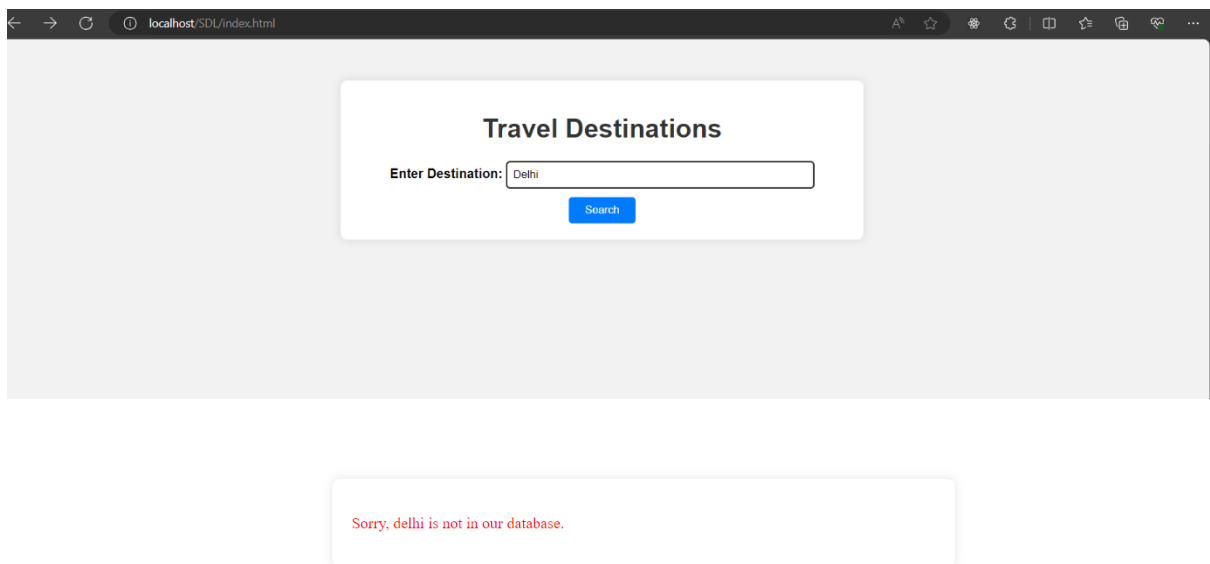 localhost/SDL/index.html
Travel Destinations
Enter Destination: Delhi
Search
Sorry, delhi is not in our database.